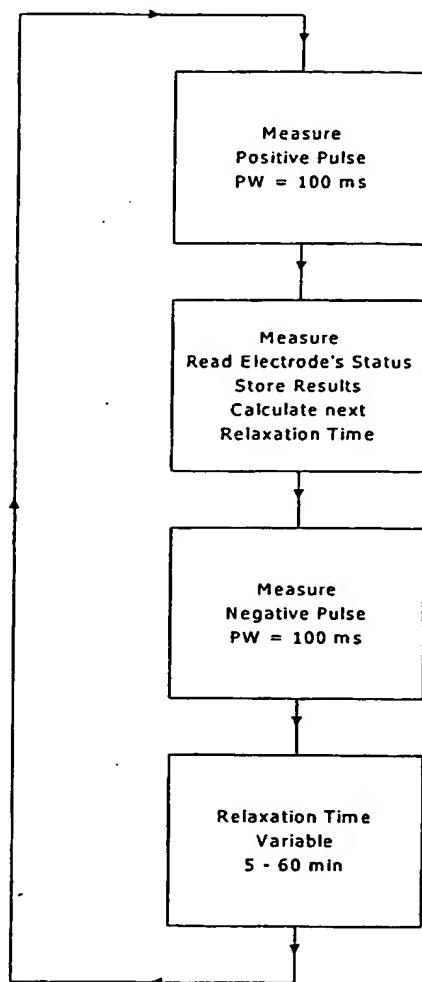 Measure
Positive Pulse
PW = 100 ms
Measure
Read Electrode's Status
Store Results
Calculate next
Relaxation Time
Measure
Negative Pulse
PW = 100 ms
Relaxation Time
Variable
5 - 60 min